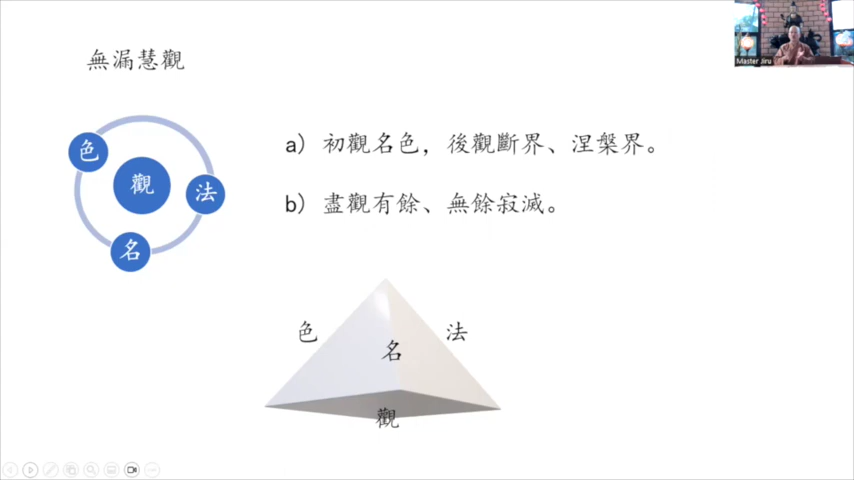 無漏慧觀
Master Jiru
色
觀
法
名
a) 初觀名色，後觀斷界、涅槃界。
b) 盡觀有餘、無餘寂滅。
色
法
名
觀